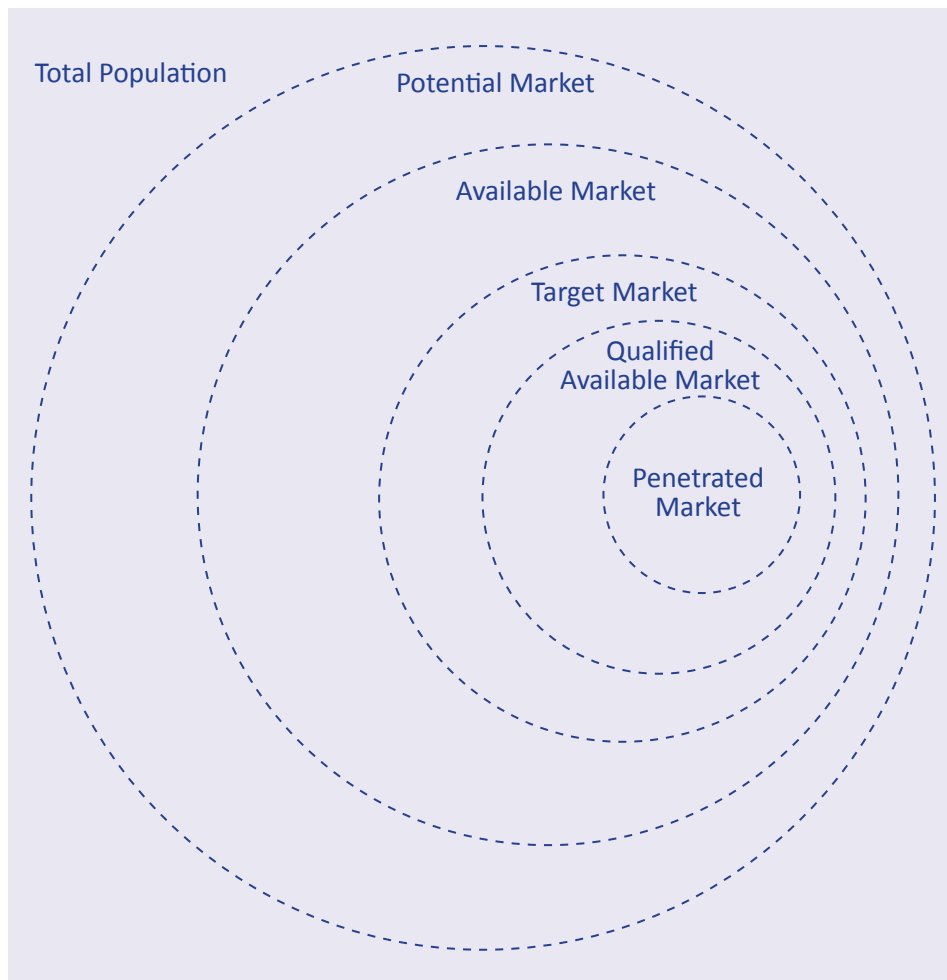 Total Population
Potential Market
Available Market
Target Market
Qualified
Available Market
Penetrated
Market